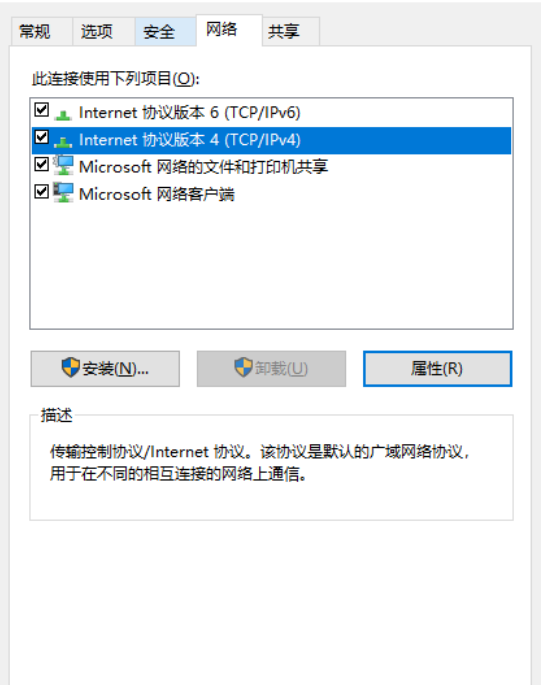 常规 选项 安全 网络 共享
此连接使用下列项目(O):
Internet 协议版本 6 (TCP/IPv6)
Internet 协议版本 4 (TCP/IPv4)
Microsoft 网络的文件和打印机共享
Microsoft 网络客户端
安装(N)... 卸载(U) 属性(R)
描述
传输控制协议/Internet 协议。该协议是默认的广域网络协议，
用于在不同的相互连接的网络上通信。